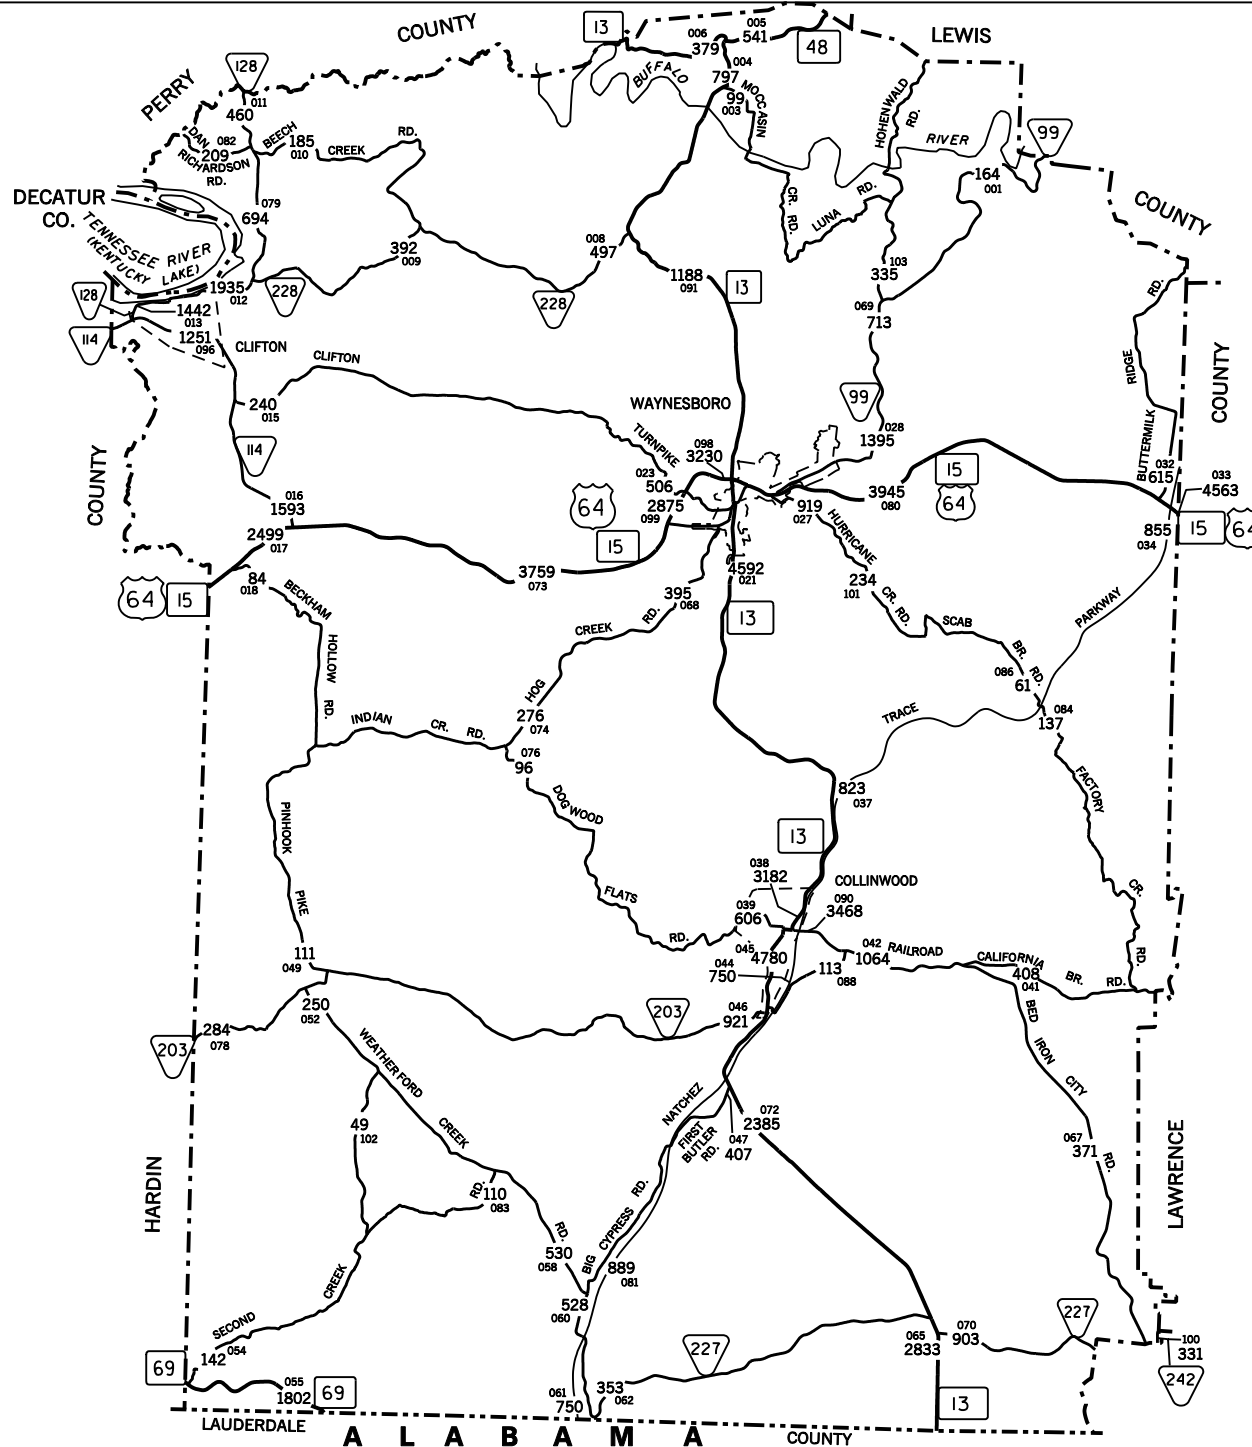 COUNTY
13
006
005
379
541
48
LEWIS
004
797
99
003
BUFFALO
MOCCASIN
HOHENWALD
RD.
RIVER
99
PERRY
128
011
460
DAN
082
209
RICHARDSON
RD.
BEECH
185
010
CREEK
RD.
164
001
COUNTY
DECATUR
CO.
TENNESSEE RIVER
(KENTUCKY LAKE)
079
694
392
009
008
497
CR. RD.
LUNA RD.
103
335
1935
012
228
228
1188
091
13
069
713
RIDGE RD.
COUNTY
128
1442
013
114
1251
096
CLIFTON
CLIFTON
240
015
WAYNESBORO
TURNPIKE
99
028
1395
114
COUNTY
098
3230
023
506
2875
099
64
15
15
64
3945
080
919
027
BUTTERMILK
032
615
033
4563
15
64
855
034
016
1593
2499
017
3759
073
4592
021
13
64
15
84
018
BECKHAM
HOLLOW
RD.
395
068
CREEK RD.
HOG
276
074
HURRICANE
CR. RD.
234
101
SCAB
BR. RD.
086
61
PARKWAY
084
137
TRACE
INDIAN CR. RD.
076
96
DOGWOOD
FLATS
RD.
823
037
FACTORY
CR.
RD.
13
PINHOOK
PIKE
038
3182
COLLINWOOD
039
606
090
3468
045
4780
044
750
113
088
042
1064
RAILROAD
CALIFORNIA
408
041
BR. RD.
BED
111
049
250
052
284
078
203
203
046
921
IRON
CITY
RD.
WEATHERFORD
CREEK
RD.
49
102
NATCHEZ
FIRST
BUTLER
RD.
072
2385
047
407
067
371
HARDIN
LAWRENCE
110
083
RD.
530
058
BIG CYPRESS RD.
889
081
528
060
SECOND
CREEK
054
142
69
055
1802
69
227
065
2833
070
903
227
100
331
242
061
750
353
062
13
LAUDERDALE
COUNTY
A L A B A M A